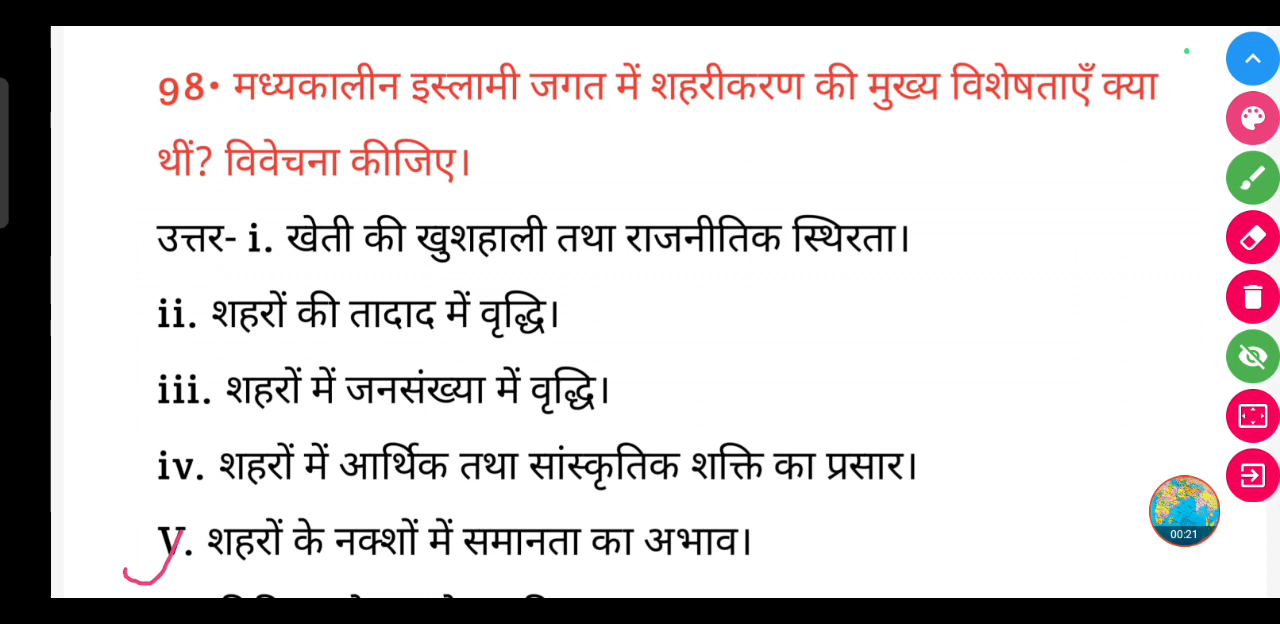 98• मध्यकालीन इस्लामी जगत में शहरीकरण की मुख्य विशेषताएँ क्या
थीं? विवेचना कीजिए।
उत्तर- i. खेती की खुशहाली तथा राजनीतिक स्थिरता।
ii. शहरों की तादाद में वृद्धि।
iii. शहरों में जनसंख्या में वृद्धि।
iv. शहरों में आर्थिक तथा सांस्कृतिक शक्ति का प्रसार।
V. शहरों के नक्शों में समानता का अभाव।
00:21